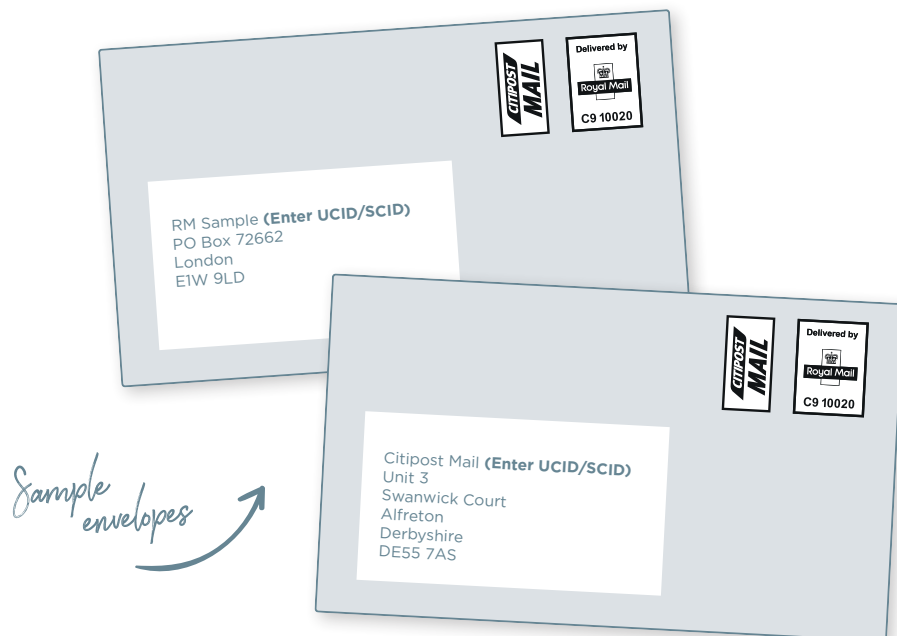 CITIPOST
MAIL
Delivered by
Royal Mail
C9 10020
RM Sample (Enter UCID/SCID)
PO Box 72662
London
E1W 9LD
CITIPOST
MAIL
Delivered by
Royal Mail
C9 10020
Citipost Mail (Enter UCID/SCID)
Unit 3
Swanwick Court
Alfreton
Derbyshire
DE55 7AS
Sample
envelopes